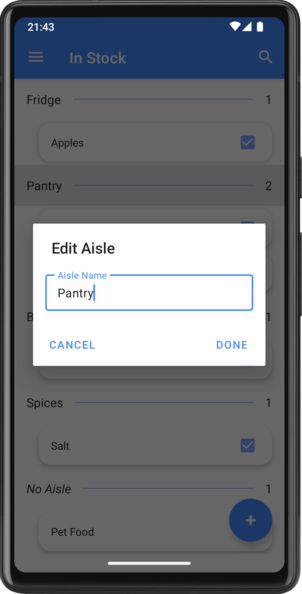 21:43
In Stock
Fridge 1
Apples
Pantry 2
Edit Aisle
Aisle Name
Pantry
B 1
CANCEL DONE
Spices 1
Salt
No Aisle 1
Pet Food